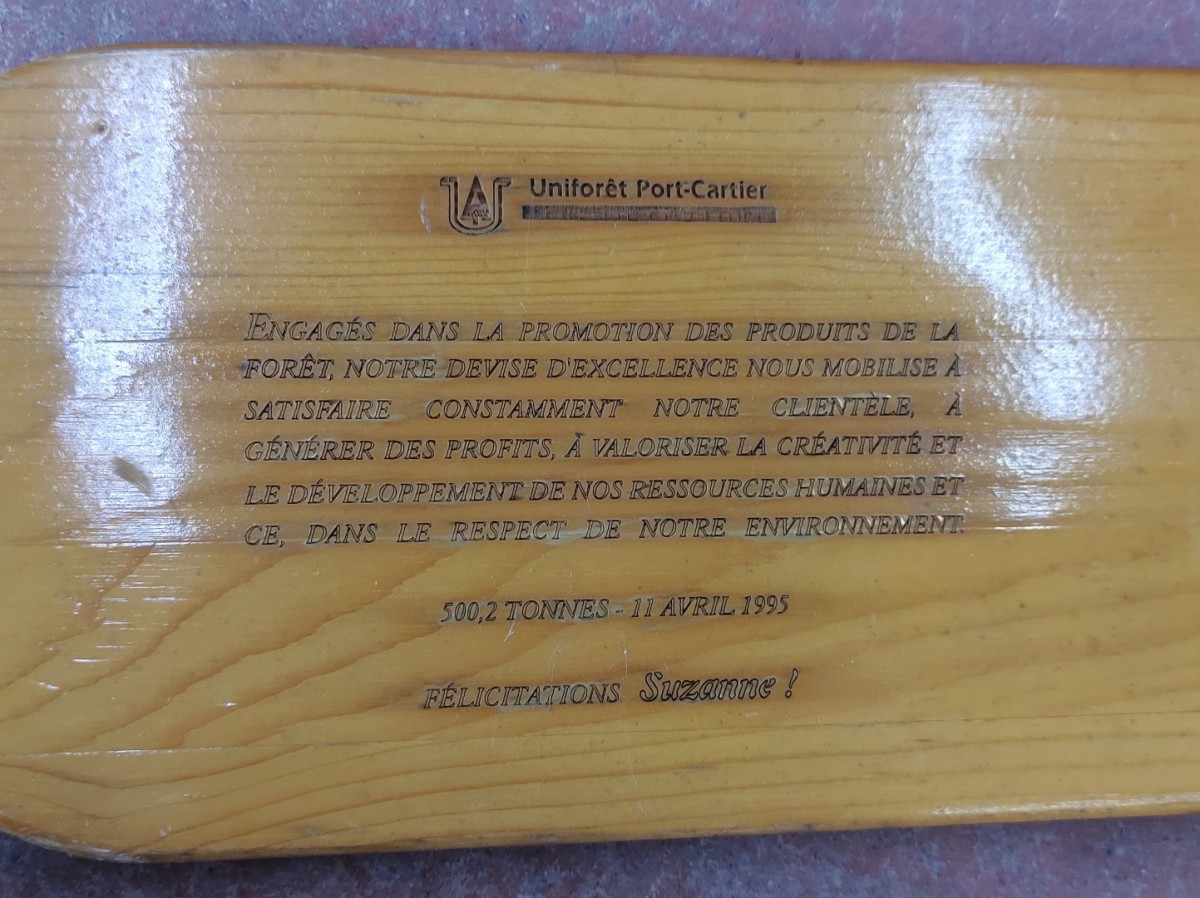 Uniforêt Port-Cartier
ENGAGÉS DANS LA PROMOTION DES PRODUITS DE LA
FORÊT, NOTRE DEVISE D'EXCELLENCE NOUS MOBILISE À
SATISFAIRE CONSTAMMENT NOTRE CLIENTÈLE, À
GÉNÉRER DES PROFITS, À VALORISER LA CRÉATIVITÉ ET
LE DÉVELOPPEMENT DE NOS RESSOURCES HUMAINES ET
CE, DANS LE RESPECT DE NOTRE ENVIRONNEMENT.
500,2 TONNES - 11 AVRIL 1995
FÉLICITATIONS Suzanne !